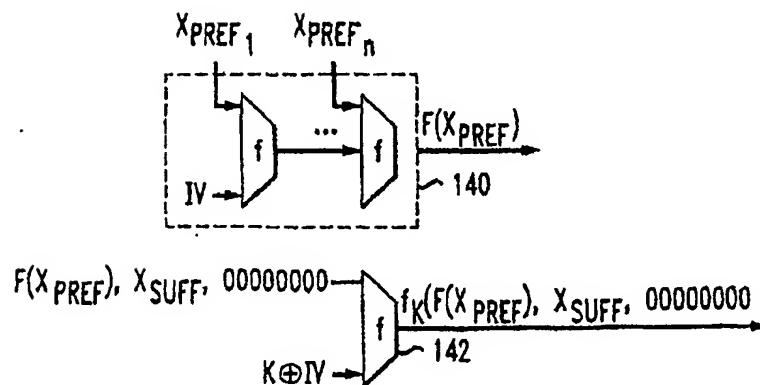 XPREF1 XPREFn
f ... f F(XPREF)
IV 140
F(XPREF), XSUFF, 00000000 f fK(F(XPREF), XSUFF, 00000000
K⊕IV 142